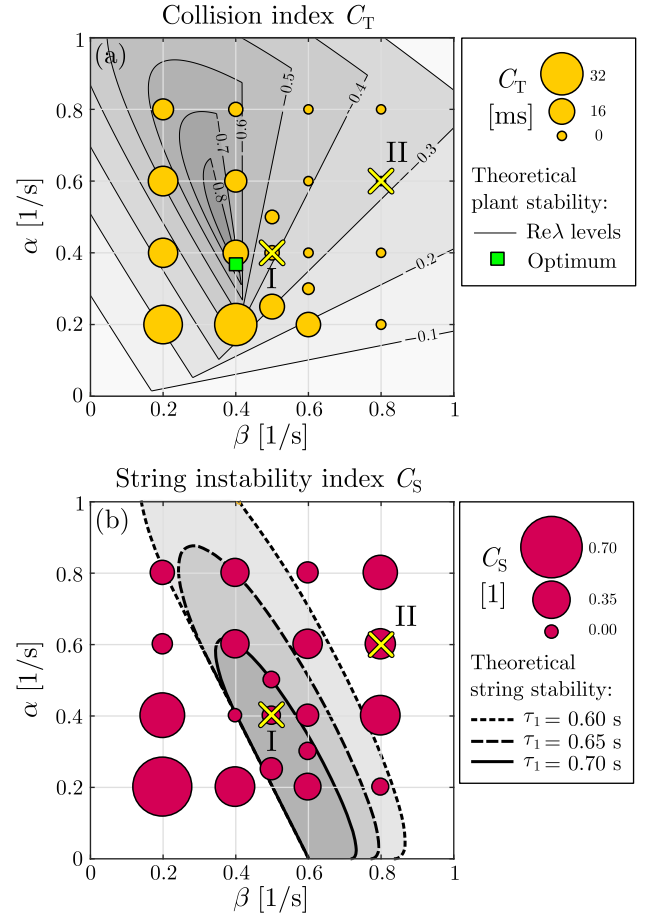 Collision index C_T
(a)
1
0.8
0.6
0.4
0.2
0
α [1/s]
0
0.2
0.4
0.6
0.8
1
β [1/s]
0.5
0.4
0.6
0.7
0.8
0.3
0.2
0.1
I
II
C_T
[ms]
32
16
0
Theoretical
plant stability:
Reλ levels
Optimum
String instability index C_S
(b)
1
0.8
0.6
0.4
0.2
0
α [1/s]
0
0.2
0.4
0.6
0.8
1
β [1/s]
I
II
C_S
[1]
0.70
0.35
0.00
Theoretical
string stability:
τ₁ = 0.60 s
τ₁ = 0.65 s
τ₁ = 0.70 s